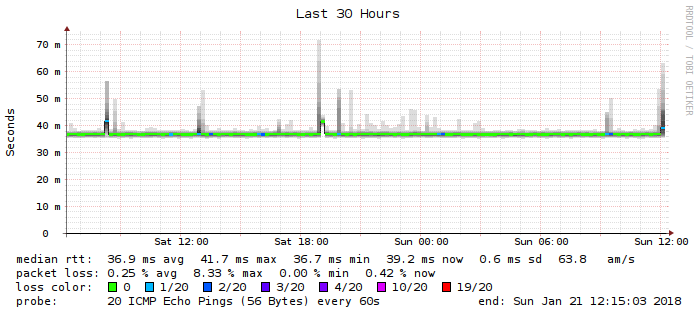 Last 30 Hours
RRDTOOL / TOBI OETIKER
Seconds
70 m
60 m
50 m
40 m
30 m
20 m
10 m
0
Sat 12:00 Sat 18:00 Sun 00:00 Sun 06:00 Sun 12:00
median rtt: 36.9 ms avg 41.7 ms max 36.7 ms min 39.2 ms now 0.6 ms sd 63.8 am/s
packet loss: 0.25 % avg 8.33 % max 0.00 % min 0.42 % now
loss color: 0 1/20 2/20 3/20 4/20 10/20 19/20
probe: 20 ICMP Echo Pings (56 Bytes) every 60s end: Sun Jan 21 12:15:03 2018